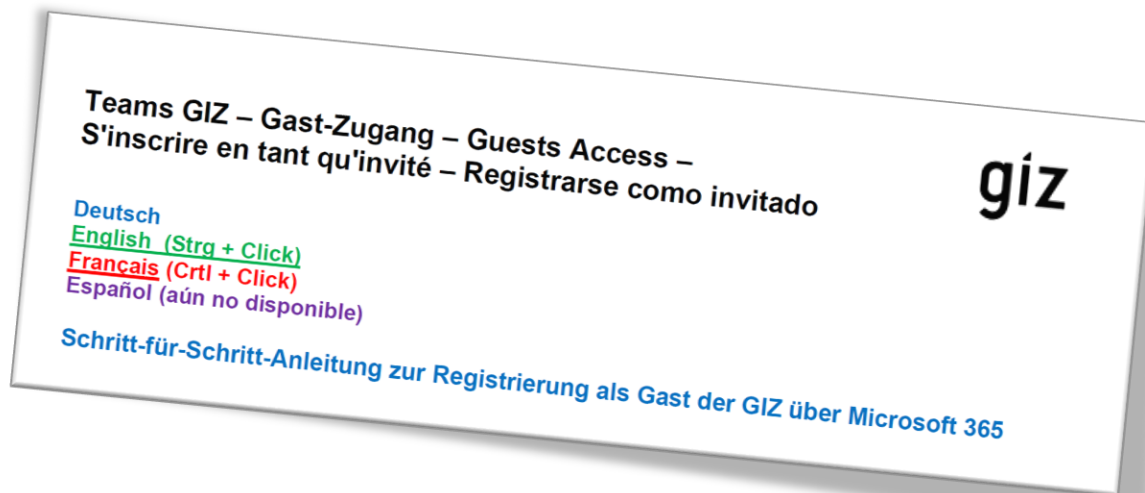 Teams GIZ – Gast-Zugang – Guests Access –
S'inscrire en tant qu'invité – Registrarse como invitado
giz
Deutsch
English (Strg + Click)
Français (Crtl + Click)
Español (aún no disponible)
Schritt-für-Schritt-Anleitung zur Registrierung als Gast der GIZ über Microsoft 365